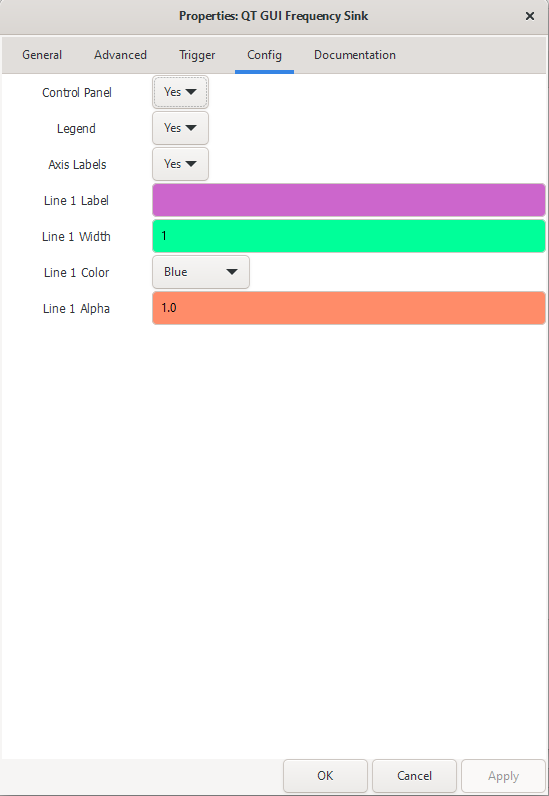 Properties: QT GUI Frequency Sink
General Advanced Trigger Config Documentation
Control Panel Yes
Legend Yes
Axis Labels Yes
Line 1 Label
Line 1 Width 1
Line 1 Color Blue
Line 1 Alpha 1.0
OK Cancel Apply